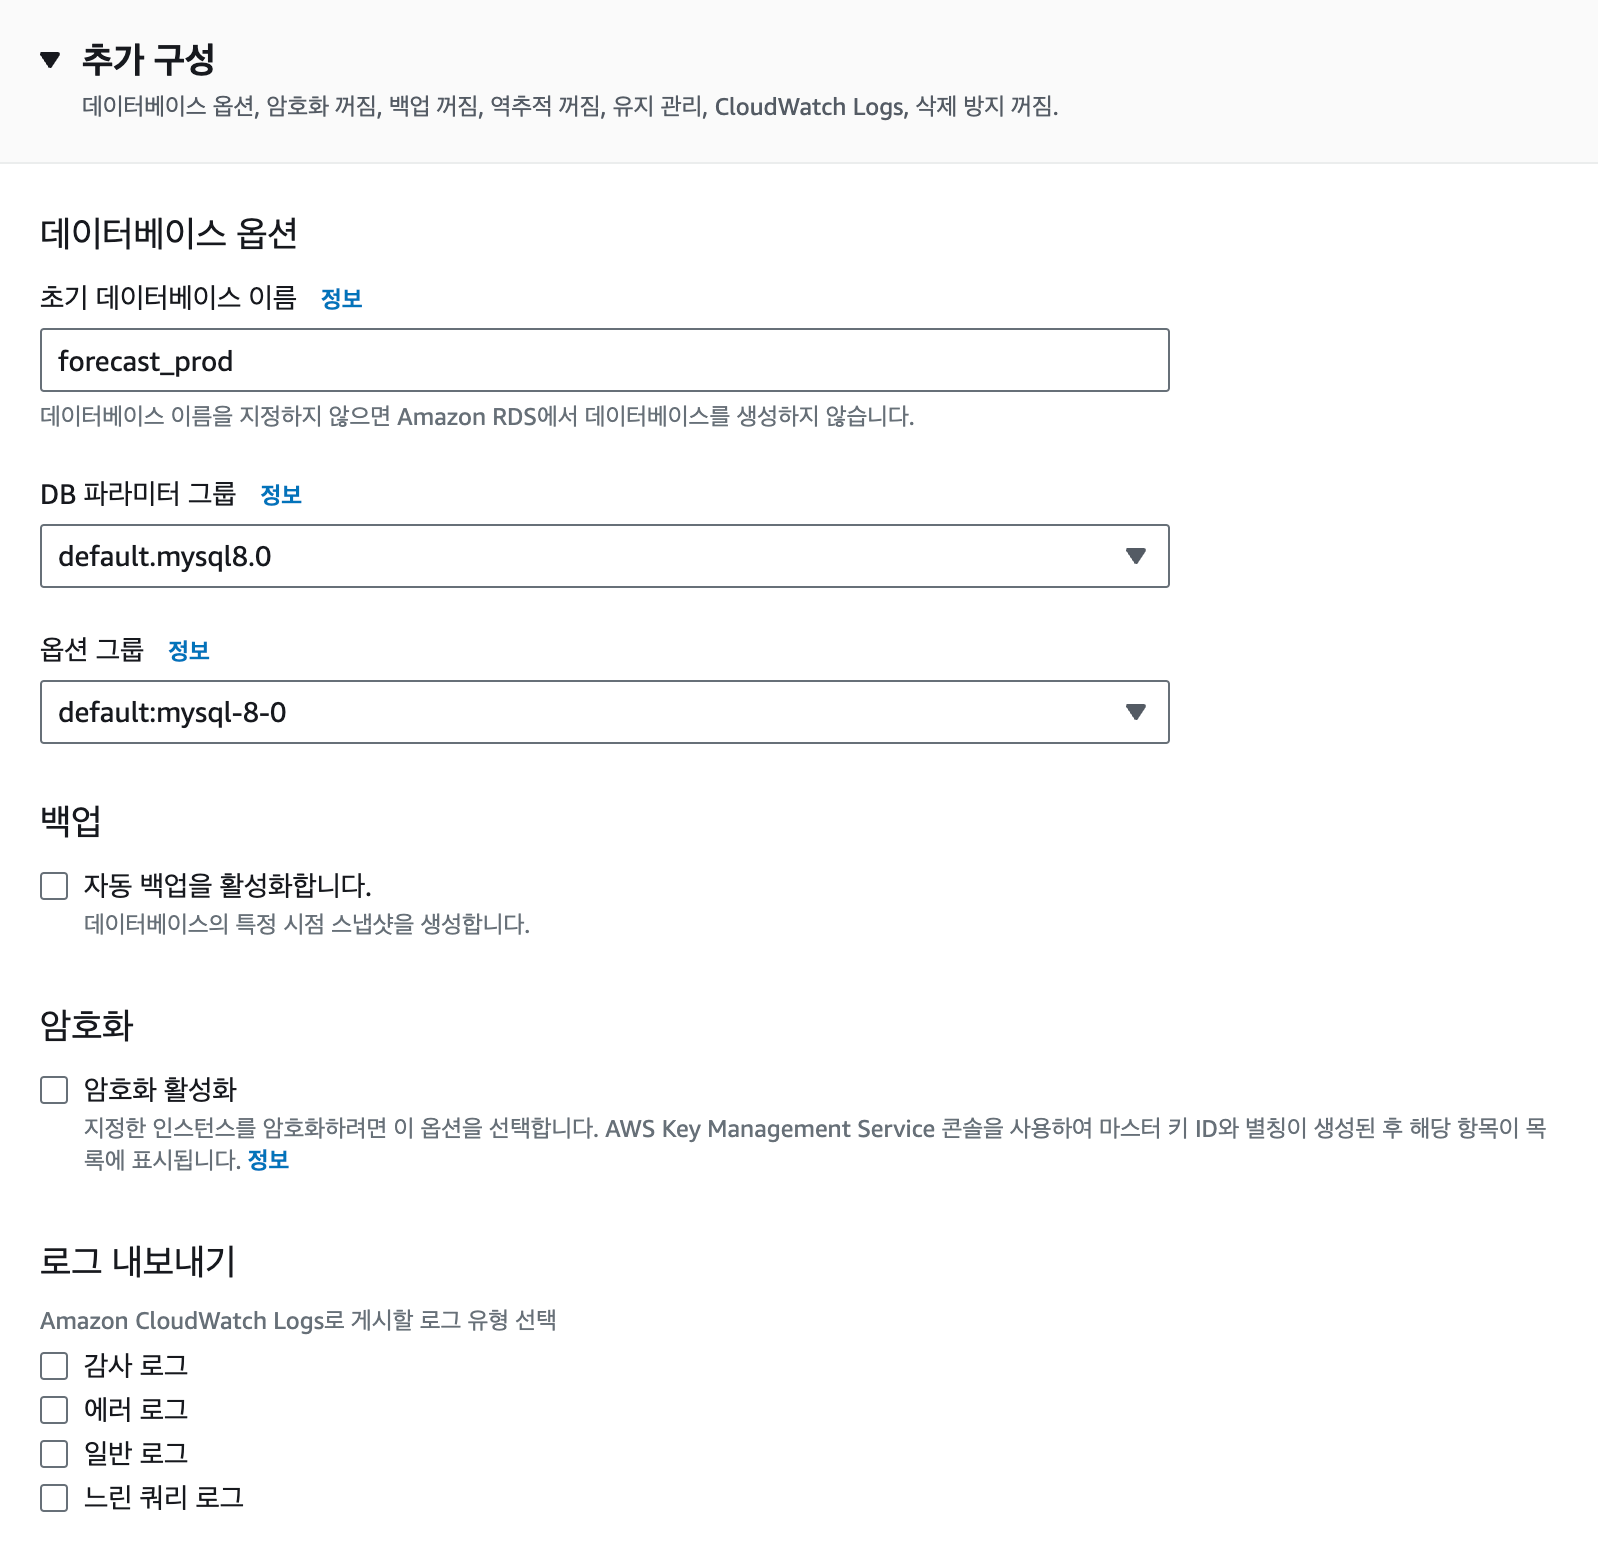 추가 구성
데이터베이스 옵션, 암호화 꺼짐, 백업 꺼짐, 역추적 꺼짐, 유지 관리, CloudWatch Logs, 삭제 방지 꺼짐.
데이터베이스 옵션
초기 데이터베이스 이름 정보
forecast_prod
데이터베이스 이름을 지정하지 않으면 Amazon RDS에서 데이터베이스를 생성하지 않습니다.
DB 파라미터 그룹 정보
default.mysql8.0
옵션 그룹 정보
default:mysql-8-0
백업
자동 백업을 활성화합니다.
데이터베이스의 특정 시점 스냅샷을 생성합니다.
암호화
암호화 활성화
지정한 인스턴스를 암호화하려면 이 옵션을 선택합니다. AWS Key Management Service 콘솔을 사용하여 마스터 키 ID와 별칭이 생성된 후 해당 항목이 목
록에 표시됩니다. 정보
로그 내보내기
Amazon CloudWatch Logs로 게시할 로그 유형 선택
감사 로그
에러 로그
일반 로그
느린 쿼리 로그